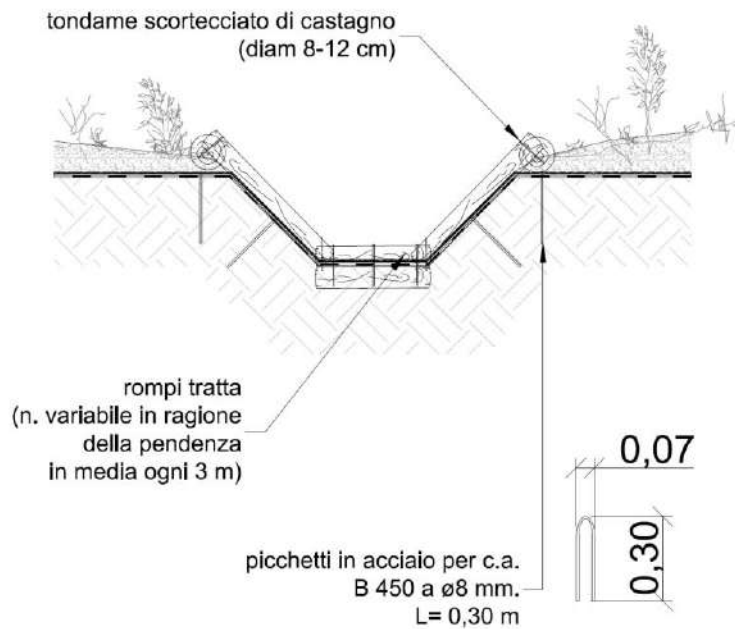 tondame scortecciato di castagno
(diam 8-12 cm)
rompi tratta
(n. variabile in ragione
della pendenza
in media ogni 3 m)
0,07
0,30
picchetti in acciaio per c.a.
B 450 a ø8 mm.
L= 0,30 m